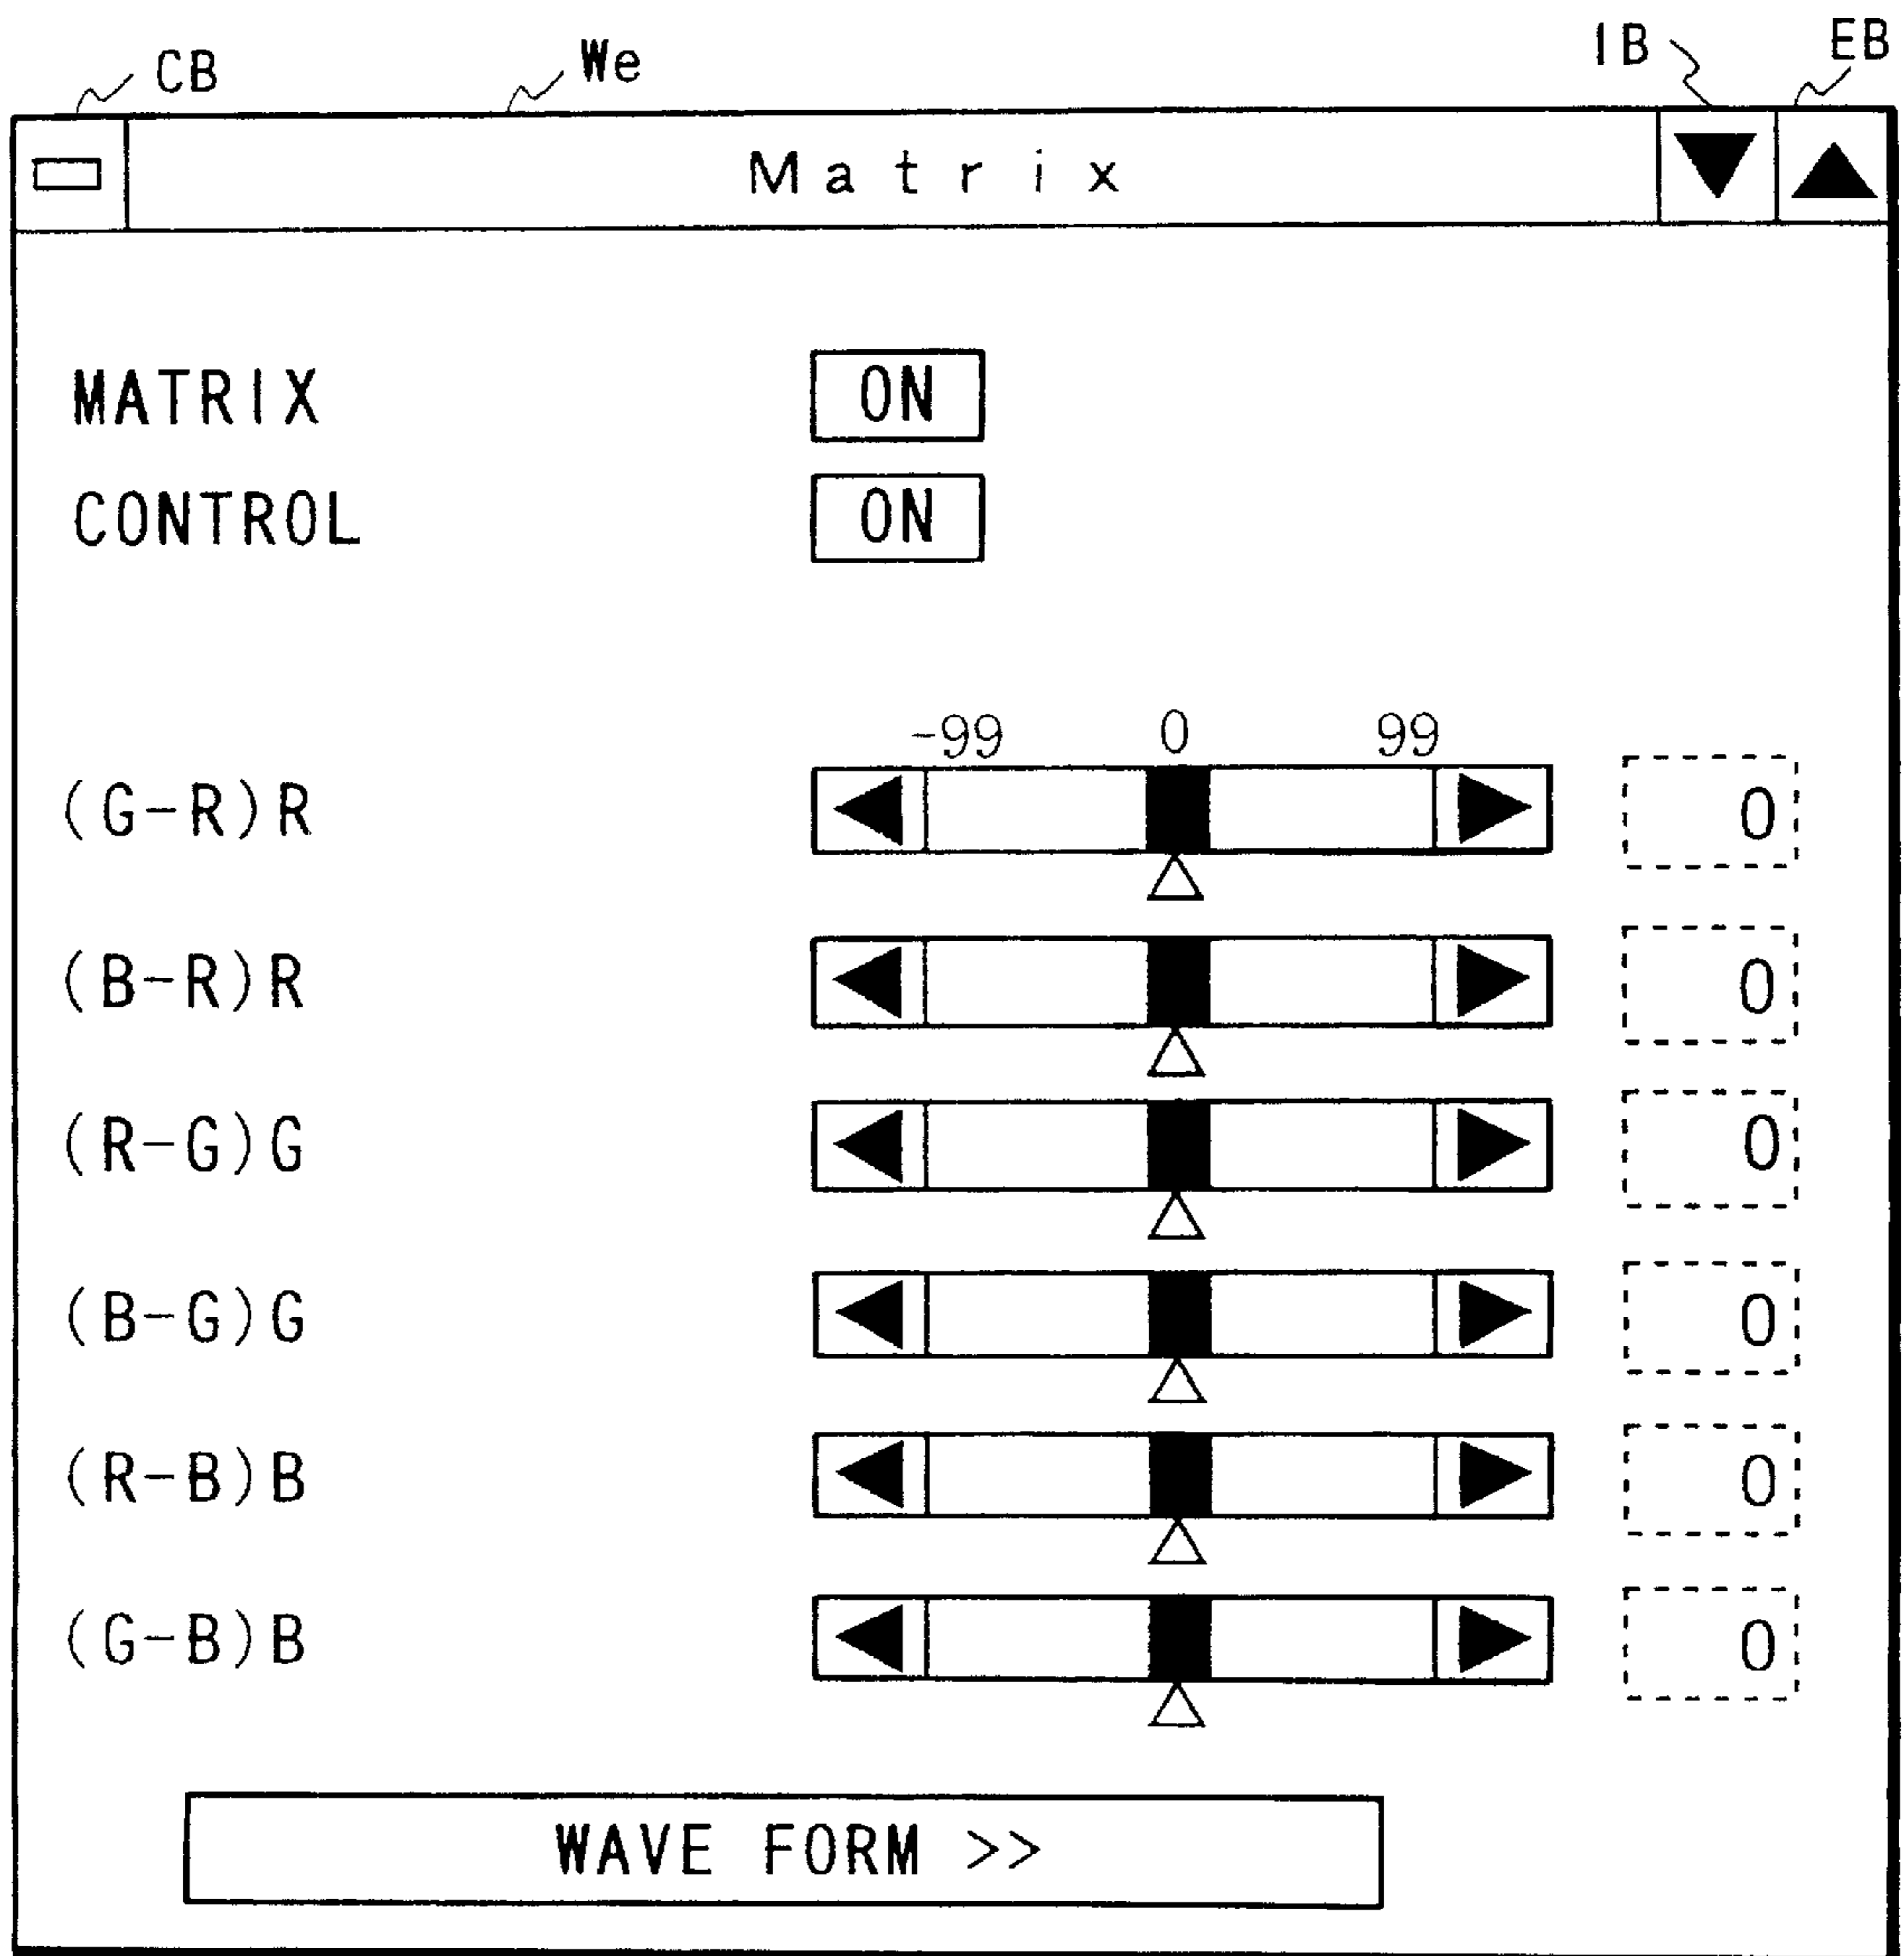 CB We IB EB
Matrix
MATRIX ON
CONTROL ON
-99 0 99
(G-R)R 0
(B-R)R 0
(R-G)G 0
(B-G)G 0
(R-B)B 0
(G-B)B 0
WAVE FORM >>